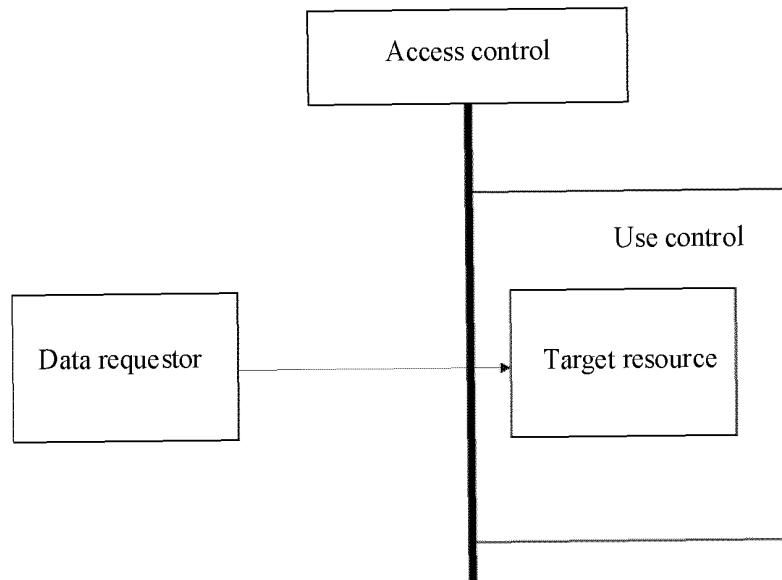 Access control
Use control
Data requestor
Target resource